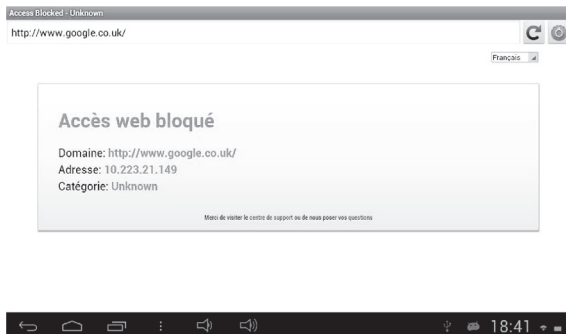 Access Blocked - Unknown
http://www.google.co.uk/
Français
Accès web bloqué
Domaine: http://www.google.co.uk/
Adresse: 10.223.21.149
Catégorie: Unknown
Merci de visiter le centre de support ou de nous poser vos questions
18:41